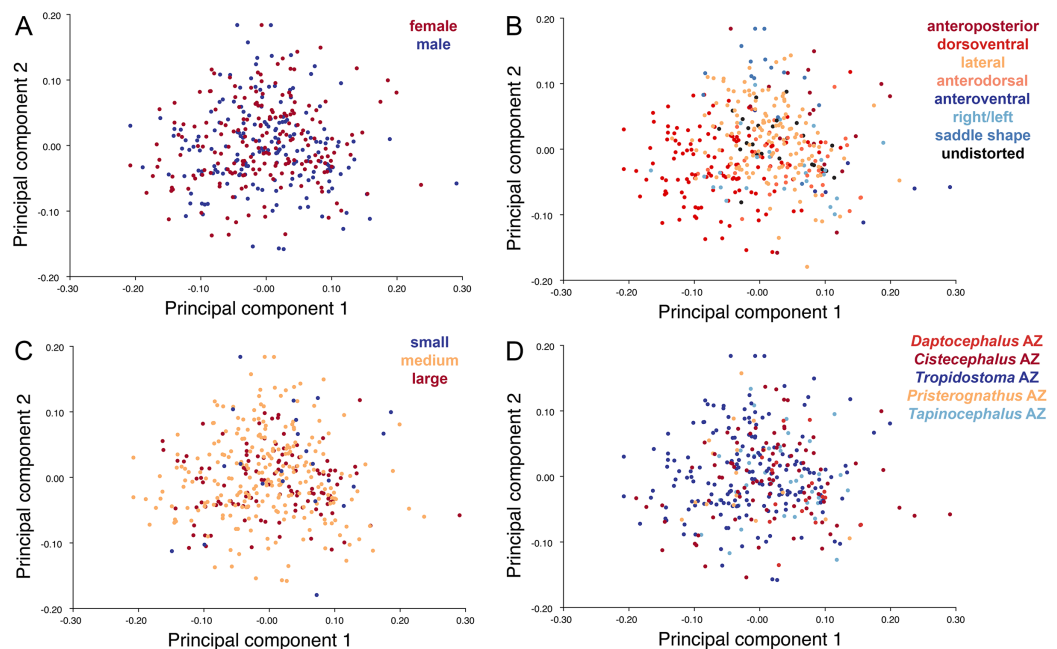 A
female
male
0.20
0.10
0.00
-0.10
-0.20
-0.30
-0.20
-0.10
-0.00
0.10
0.20
0.30
Principal component 2
Principal component 1
B
anteroposterior
dorsoventral
lateral
anterodorsal
anteroventral
right/left
saddle shape
undistorted
0.20
0.10
0.00
-0.10
-0.20
-0.30
-0.20
-0.10
-0.00
0.10
0.20
0.30
Principal component 2
Principal component 1
C
small
medium
large
0.20
0.10
0.00
-0.10
-0.20
-0.30
-0.20
-0.10
-0.00
0.10
0.20
0.30
Principal component 2
Principal component 1
D
Daptocephalus AZ
Cistecephalus AZ
Tropidostoma AZ
Pristerognathus AZ
Tapinocephalus AZ
0.20
0.10
0.00
-0.10
-0.20
-0.30
-0.20
-0.10
-0.00
0.10
0.20
0.30
Principal component 2
Principal component 1